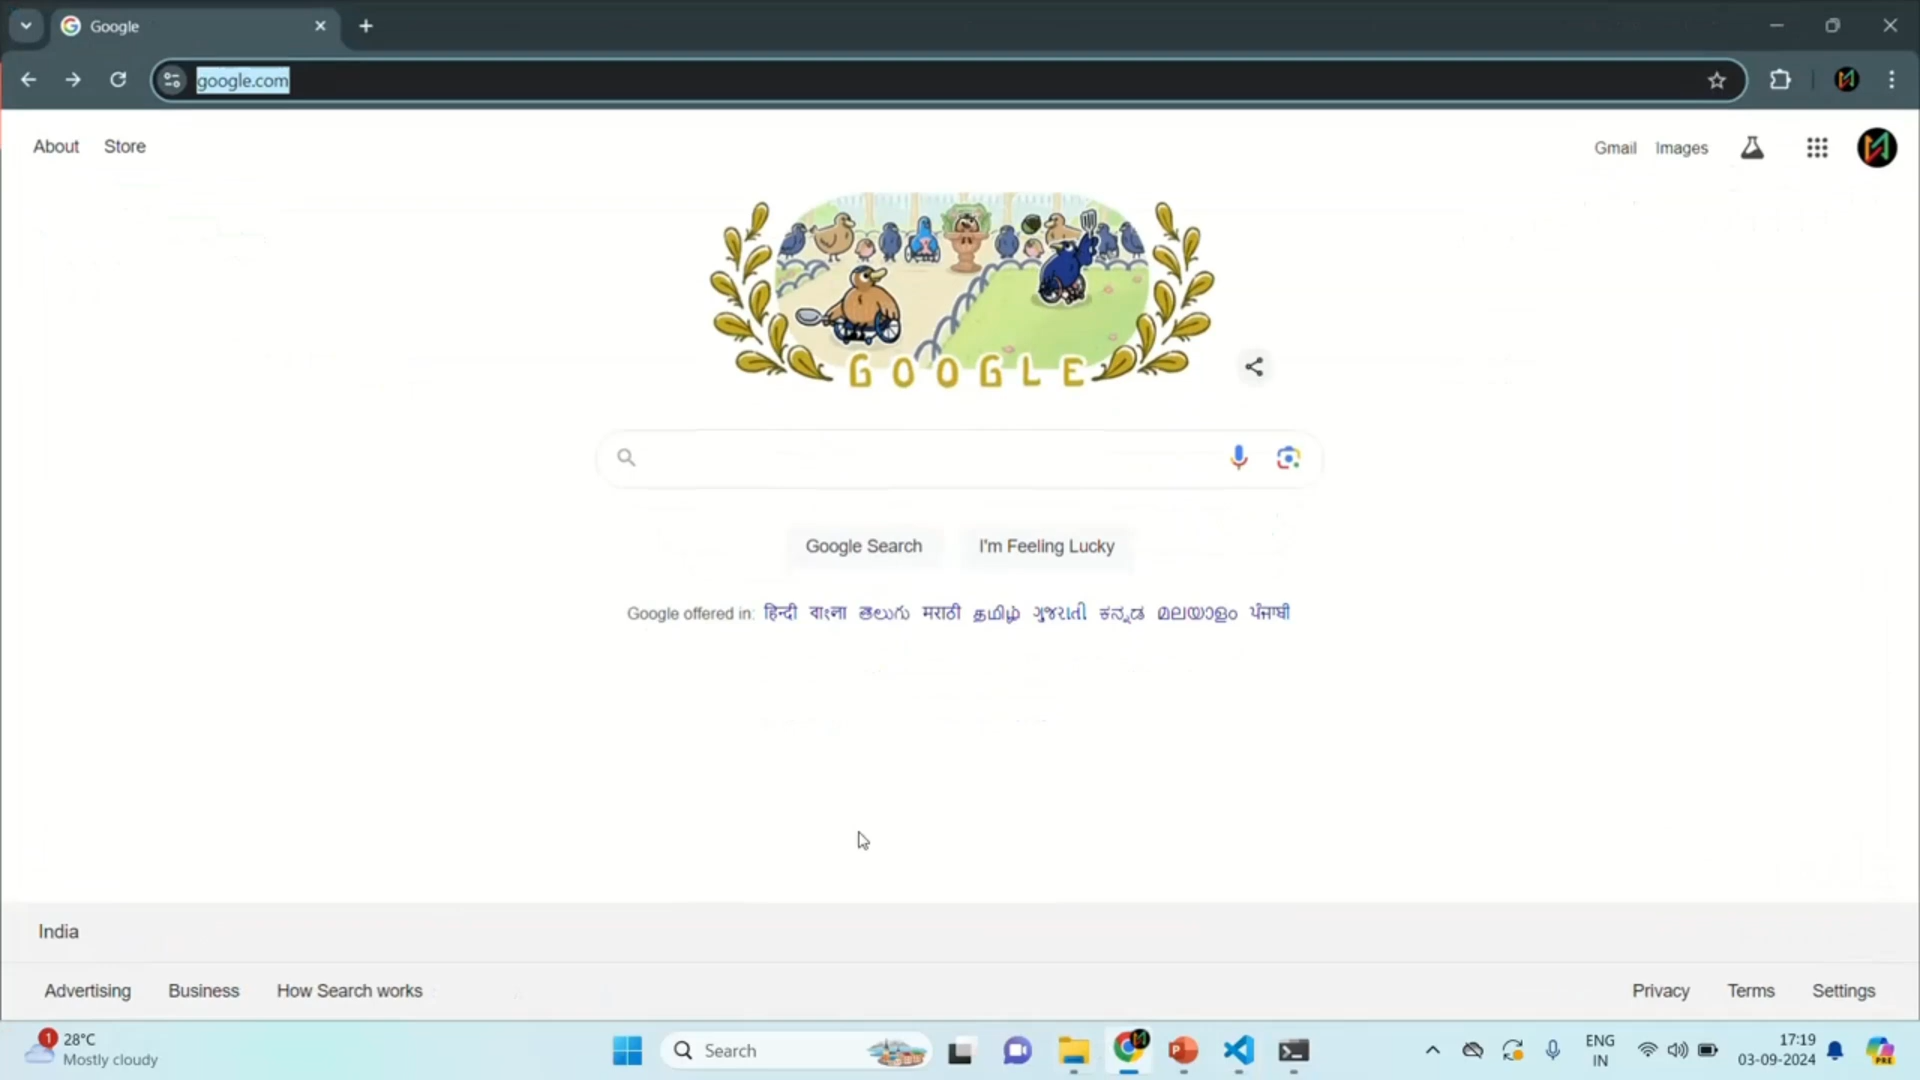 Google
google.com
About Store
Gmail Images
GOOGLE
Google Search I'm Feeling Lucky
Google offered in: हिन्दी বাংলা తెలుగు मराठी தமிழ் ગુજરાતી ಕನ್ನಡ മലയാളം ਪੰਜਾਬੀ
India
Advertising Business How Search works
Privacy Terms Settings
1 28°C
Mostly cloudy
Search
ENG
IN
17:19
03-09-2024
PRE